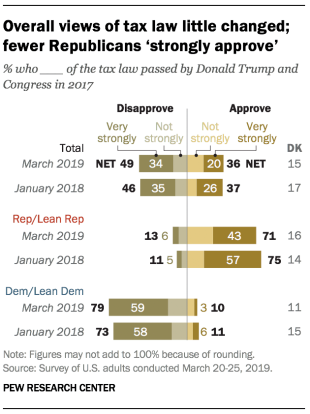 Overall views of tax law little changed;
fewer Republicans ‘strongly approve’
% who ___ of the tax law passed by Donald Trump and
Congress in 2017
Disapprove Approve
Very strongly Not strongly Not strongly Very strongly
Total DK
March 2019 NET 49 34 20 36 NET 15
January 2018 46 35 26 37 17
Rep/Lean Rep
March 2019 13 6 43 71 16
January 2018 11 5 57 75 14
Dem/Lean Dem
March 2019 79 59 3 10 11
January 2018 73 58 6 11 15
Note: Figures may not add to 100% because of rounding.
Source: Survey of U.S. adults conducted March 20-25, 2019.
PEW RESEARCH CENTER